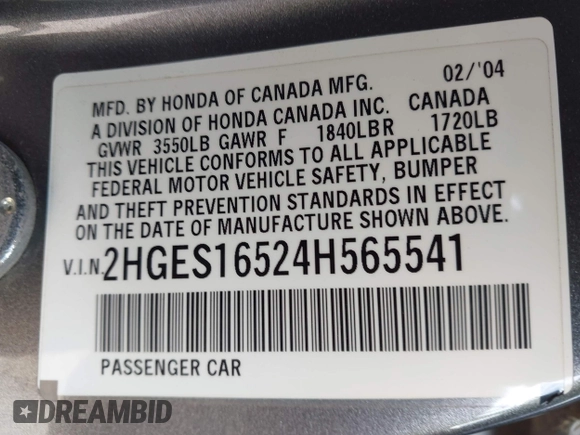 MFD. BY HONDA OF CANADA MFG. 02/'04
A DIVISION OF HONDA CANADA INC. CANADA
GVWR 3550LB GAWR F 1840LBR 1720LB
THIS VEHICLE CONFORMS TO ALL APPLICABLE
FEDERAL MOTOR VEHICLE SAFETY, BUMPER
AND THEFT PREVENTION STANDARDS IN EFFECT
ON THE DATE OF MANUFACTURE SHOWN ABOVE.
V.I.N. 2HGES16524H565541
PASSENGER CAR
DREAMBID